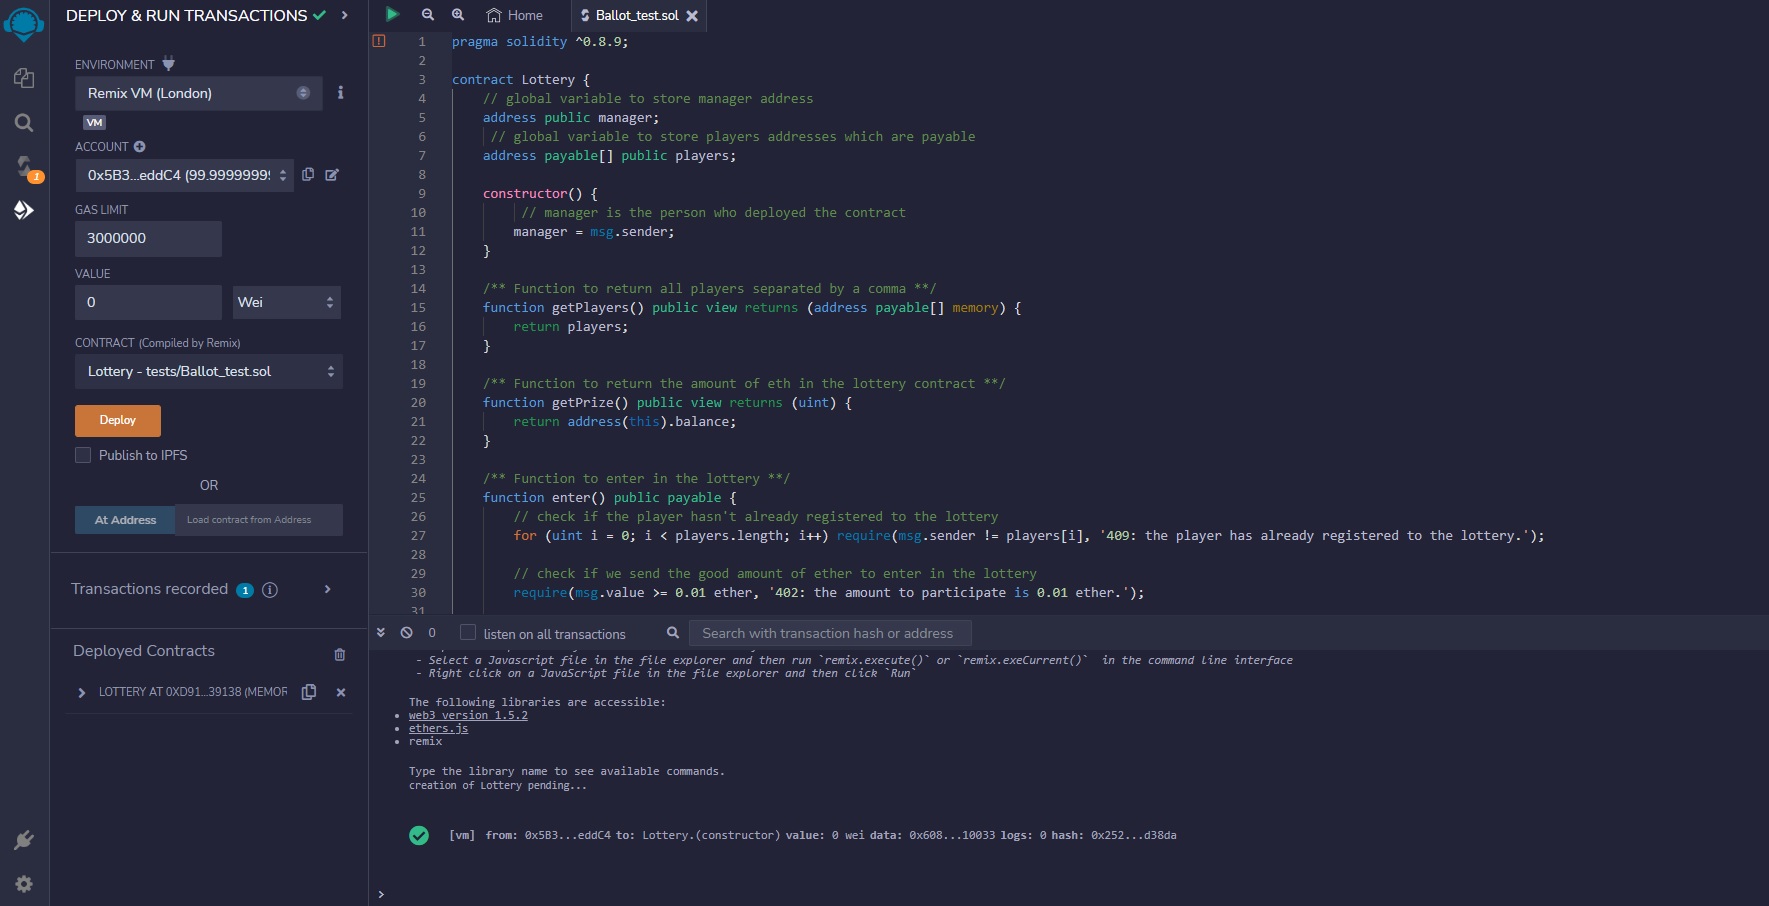 DEPLOY & RUN TRANSACTIONS
ENVIRONMENT
Remix VM (London)
VM
ACCOUNT
0x5B3...eddC4 (99.9999999
GAS LIMIT
3000000
VALUE
0
Wei
CONTRACT (Compiled by Remix)
Lottery - tests/Ballot_test.sol
Deploy
Publish to IPFS
OR
At Address
Load contract from Address
Transactions recorded 1
Deployed Contracts
LOTTERY AT 0XD91...39138 (MEMOR
1
Home
Ballot_test.sol
1 pragma solidity ^0.8.9;
2
3 contract Lottery {
4 // global variable to store manager address
5 address public manager;
6 // global variable to store players addresses which are payable
7 address payable[] public players;
8
9 constructor() {
10 // manager is the person who deployed the contract
11 manager = msg.sender;
12 }
13
14 /** Function to return all players separated by a comma **/
15 function getPlayers() public view returns (address payable[] memory) {
16 return players;
17 }
18
19 /** Function to return the amount of eth in the lottery contract **/
20 function getPrize() public view returns (uint) {
21 return address(this).balance;
22 }
23
24 /** Function to enter in the lottery **/
25 function enter() public payable {
26 // check if the player hasn't already registered to the lottery
27 for (uint i = 0; i < players.length; i++) require(msg.sender != players[i], '409: the player has already registered to the lottery.');
28
29 // check if we send the good amount of ether to enter in the lottery
30 require(msg.value >= 0.01 ether, '402: the amount to participate is 0.01 ether.');
31
0
listen on all transactions
Search with transaction hash or address
- Select a Javascript file in the file explorer and then run `remix.execute()` or `remix.exeCurrent()` in the command line interface
- Right click on a JavaScript file in the file explorer and then click `Run`
The following libraries are accessible:
• web3 version 1.5.2
• ethers.js
• remix
Type the library name to see available commands.
creation of Lottery pending...
[vm] from: 0x5B3...eddC4 to: Lottery.(constructor) value: 0 wei data: 0x608...10033 logs: 0 hash: 0x252...d38da
>